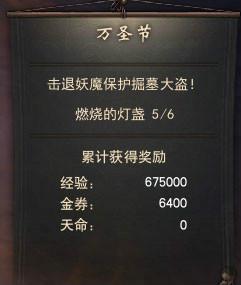 万圣节
击退妖魔保护掘墓大盗!
燃烧的灯盏 5/6
累计获得奖励
经验: 675000
金券: 6400
天命: 0